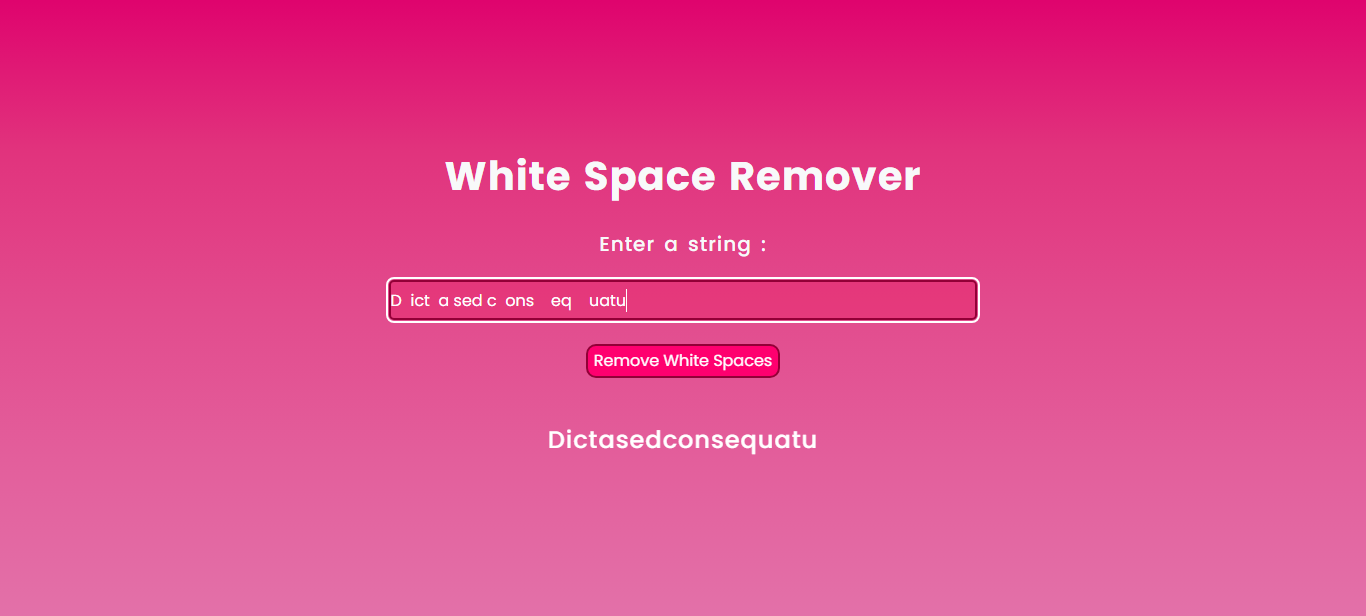 White Space Remover
Enter a string :
D  ict  a sed c  ons    eq    uatu
Remove White Spaces
Dictasedconsequatu